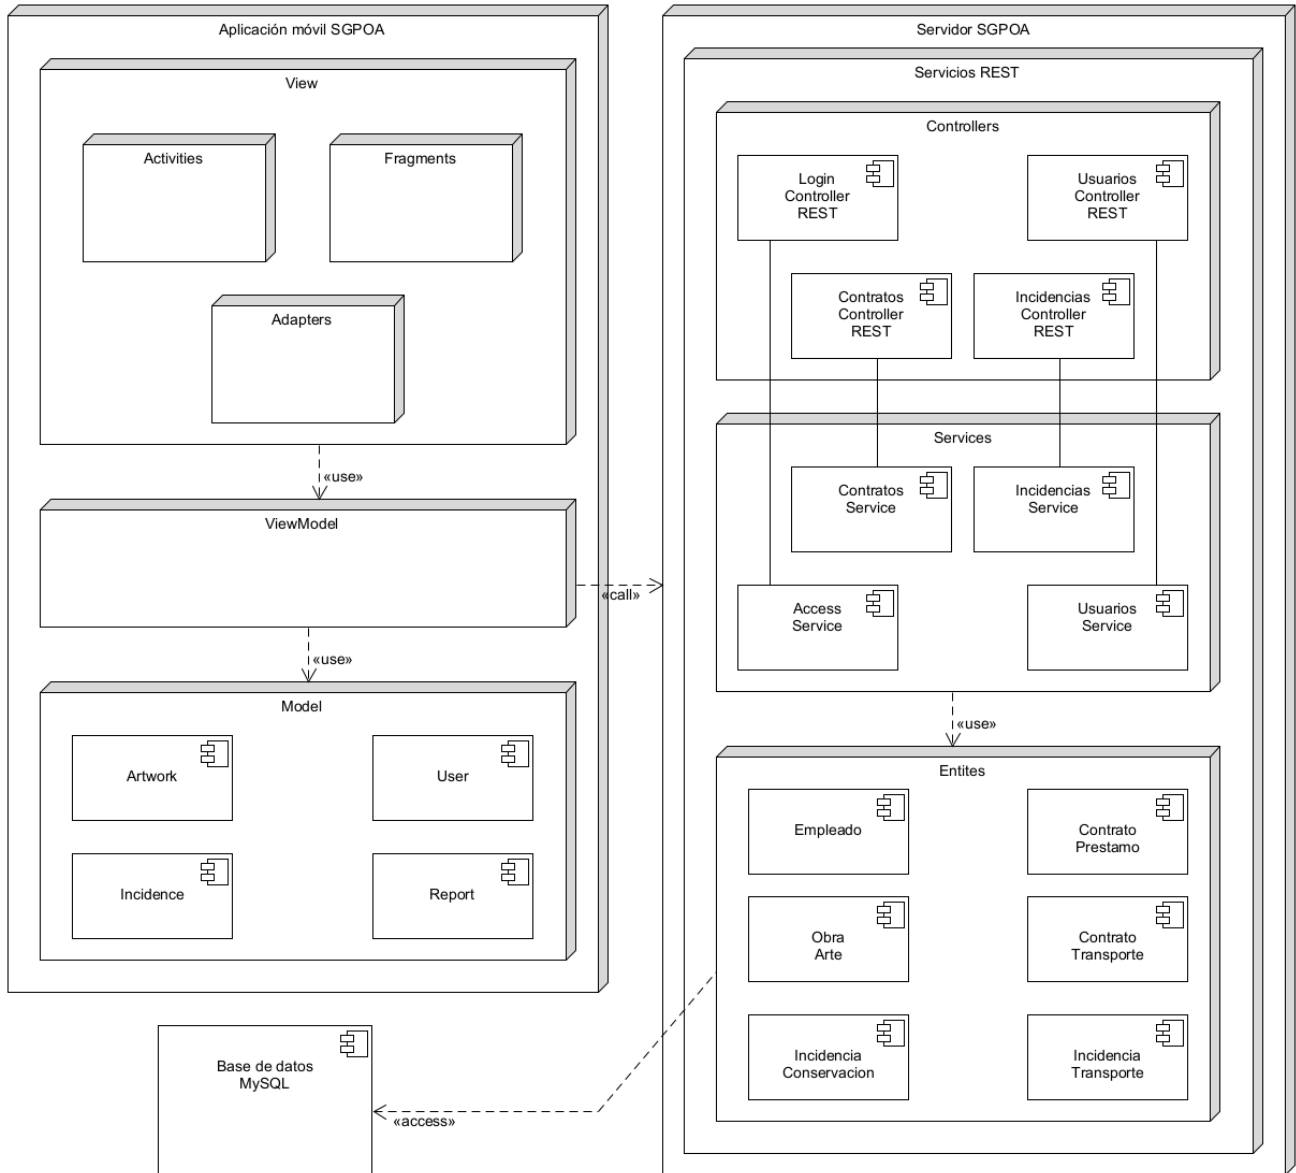 Aplicación móvil SGPOA
View
Activities
Fragments
Adapters
«use»
ViewModel
«call»
«use»
Model
Artwork
User
Incidence
Report
Base de datos
MySQL
«access»
Servidor SGPOA
Servicios REST
Controllers
Login
Controller
REST
Usuarios
Controller
REST
Contratos
Controller
REST
Incidencias
Controller
REST
Services
Contratos
Service
Incidencias
Service
Access
Service
Usuarios
Service
«use»
Entites
Empleado
Contrato
Prestamo
Obra
Arte
Contrato
Transporte
Incidencia
Conservacion
Incidencia
Transporte